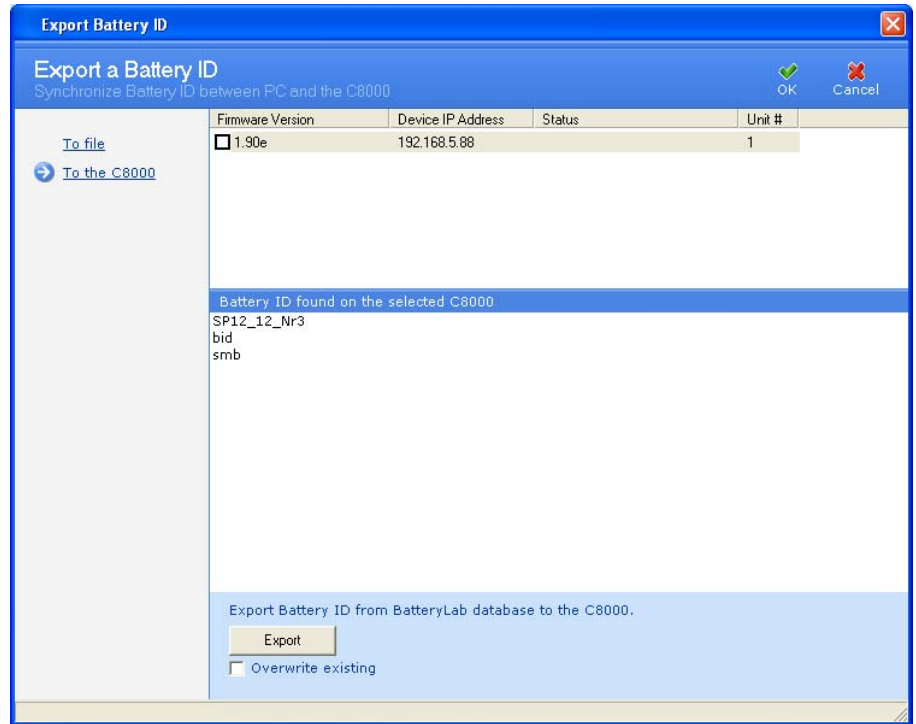 Export Battery ID
Export a Battery ID
Synchronize Battery ID between PC and the C8000
OK
Cancel
To file
To the C8000
Firmware Version Device IP Address Status Unit #
1.90e 192.168.5.88 1
Battery ID found on the selected C8000
SP12_12_Nr3
bid
smb
Export Battery ID from BatteryLab database to the C8000.
Export
Overwrite existing